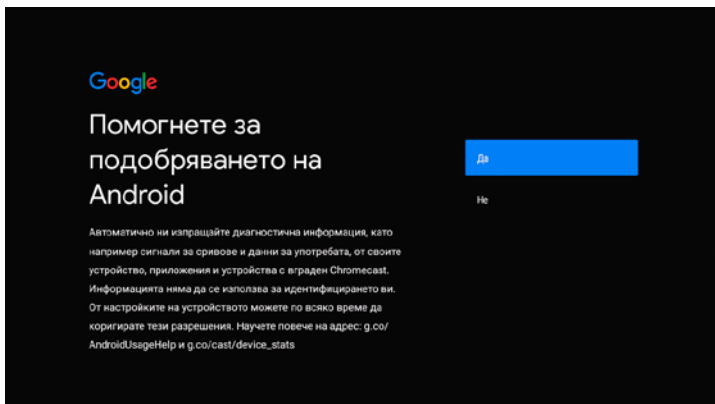 Google
Помогнете за
подобряването на
Android
Автоматично ни изпращайте диагностична информация, като
например сигнали за сривове и данни за употребата, от своите
устройство, приложения и устройства с вграден Chromecast.
Информацията няма да се използва за идентифицирането ви.
От настройките на устройството можете по всяко време да
коригирате тези разрешения. Научете повече на адрес: g.co/
AndroidUsageHelp и g.co/cast/device_stats
Да
Не